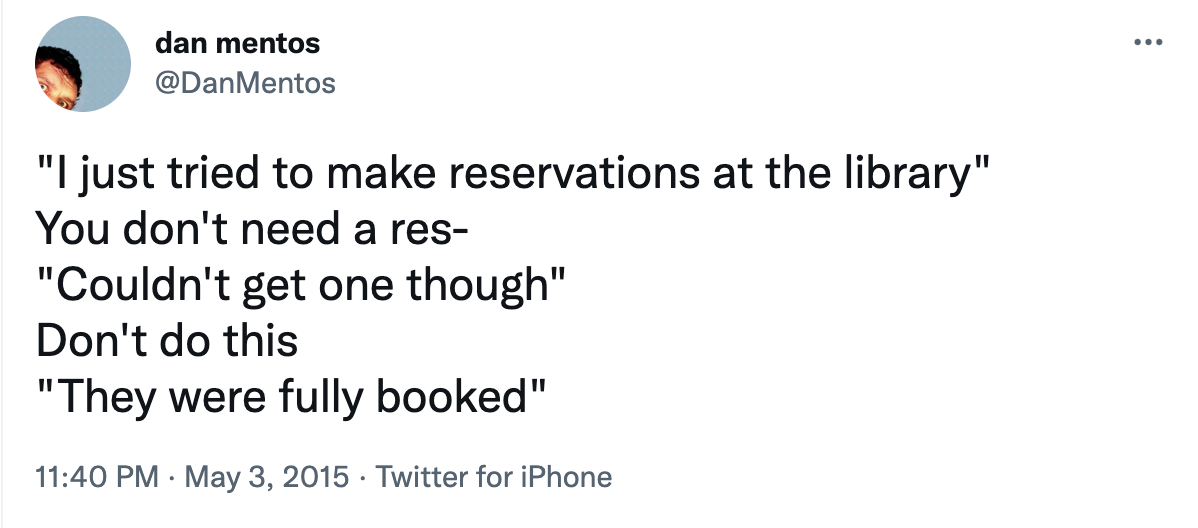 dan mentos
@DanMentos
"I just tried to make reservations at the library"
You don't need a res-
"Couldn't get one though"
Don't do this
"They were fully booked"
11:40 PM · May 3, 2015 · Twitter for iPhone